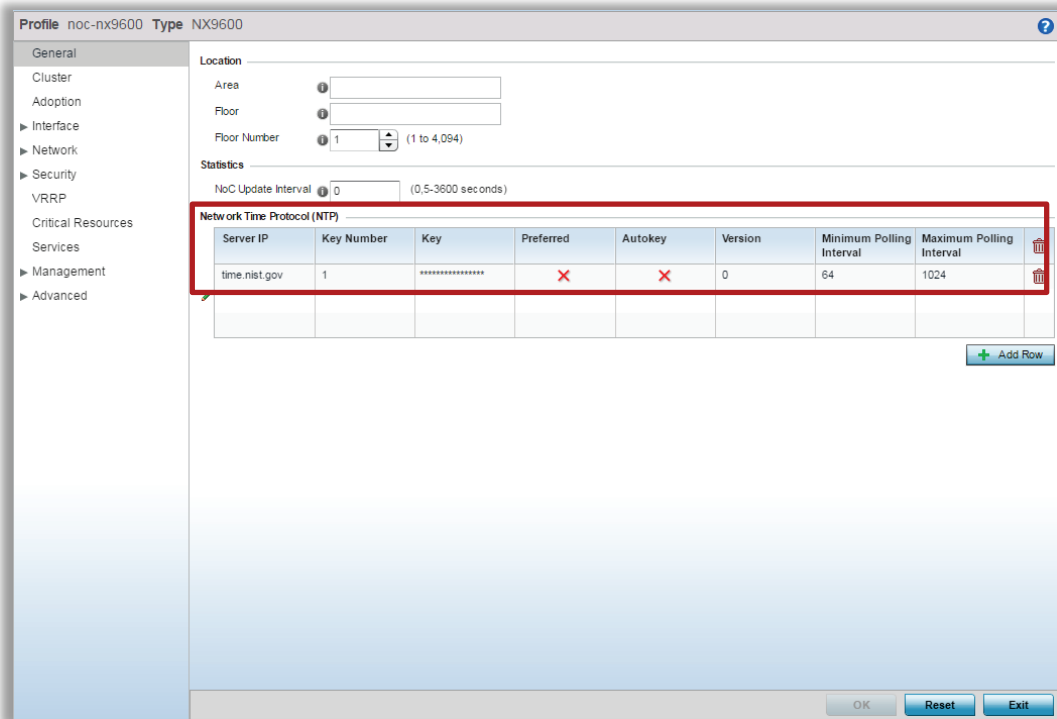 Profile noc-nx9600 Type NX9600
General
Cluster
Adoption
Interface
Network
Security
VRRP
Critical Resources
Services
Management
Advanced
Location
Area
Floor
Floor Number 1 (1 to 4,094)
Statistics
NoC Update Interval 0 (0,5-3600 seconds)
Network Time Protocol (NTP)
Server IP Key Number Key Preferred Autokey Version Minimum Polling Interval Maximum Polling Interval
time.nist.gov 1 **************** 0 64 1024
Add Row
OK Reset Exit